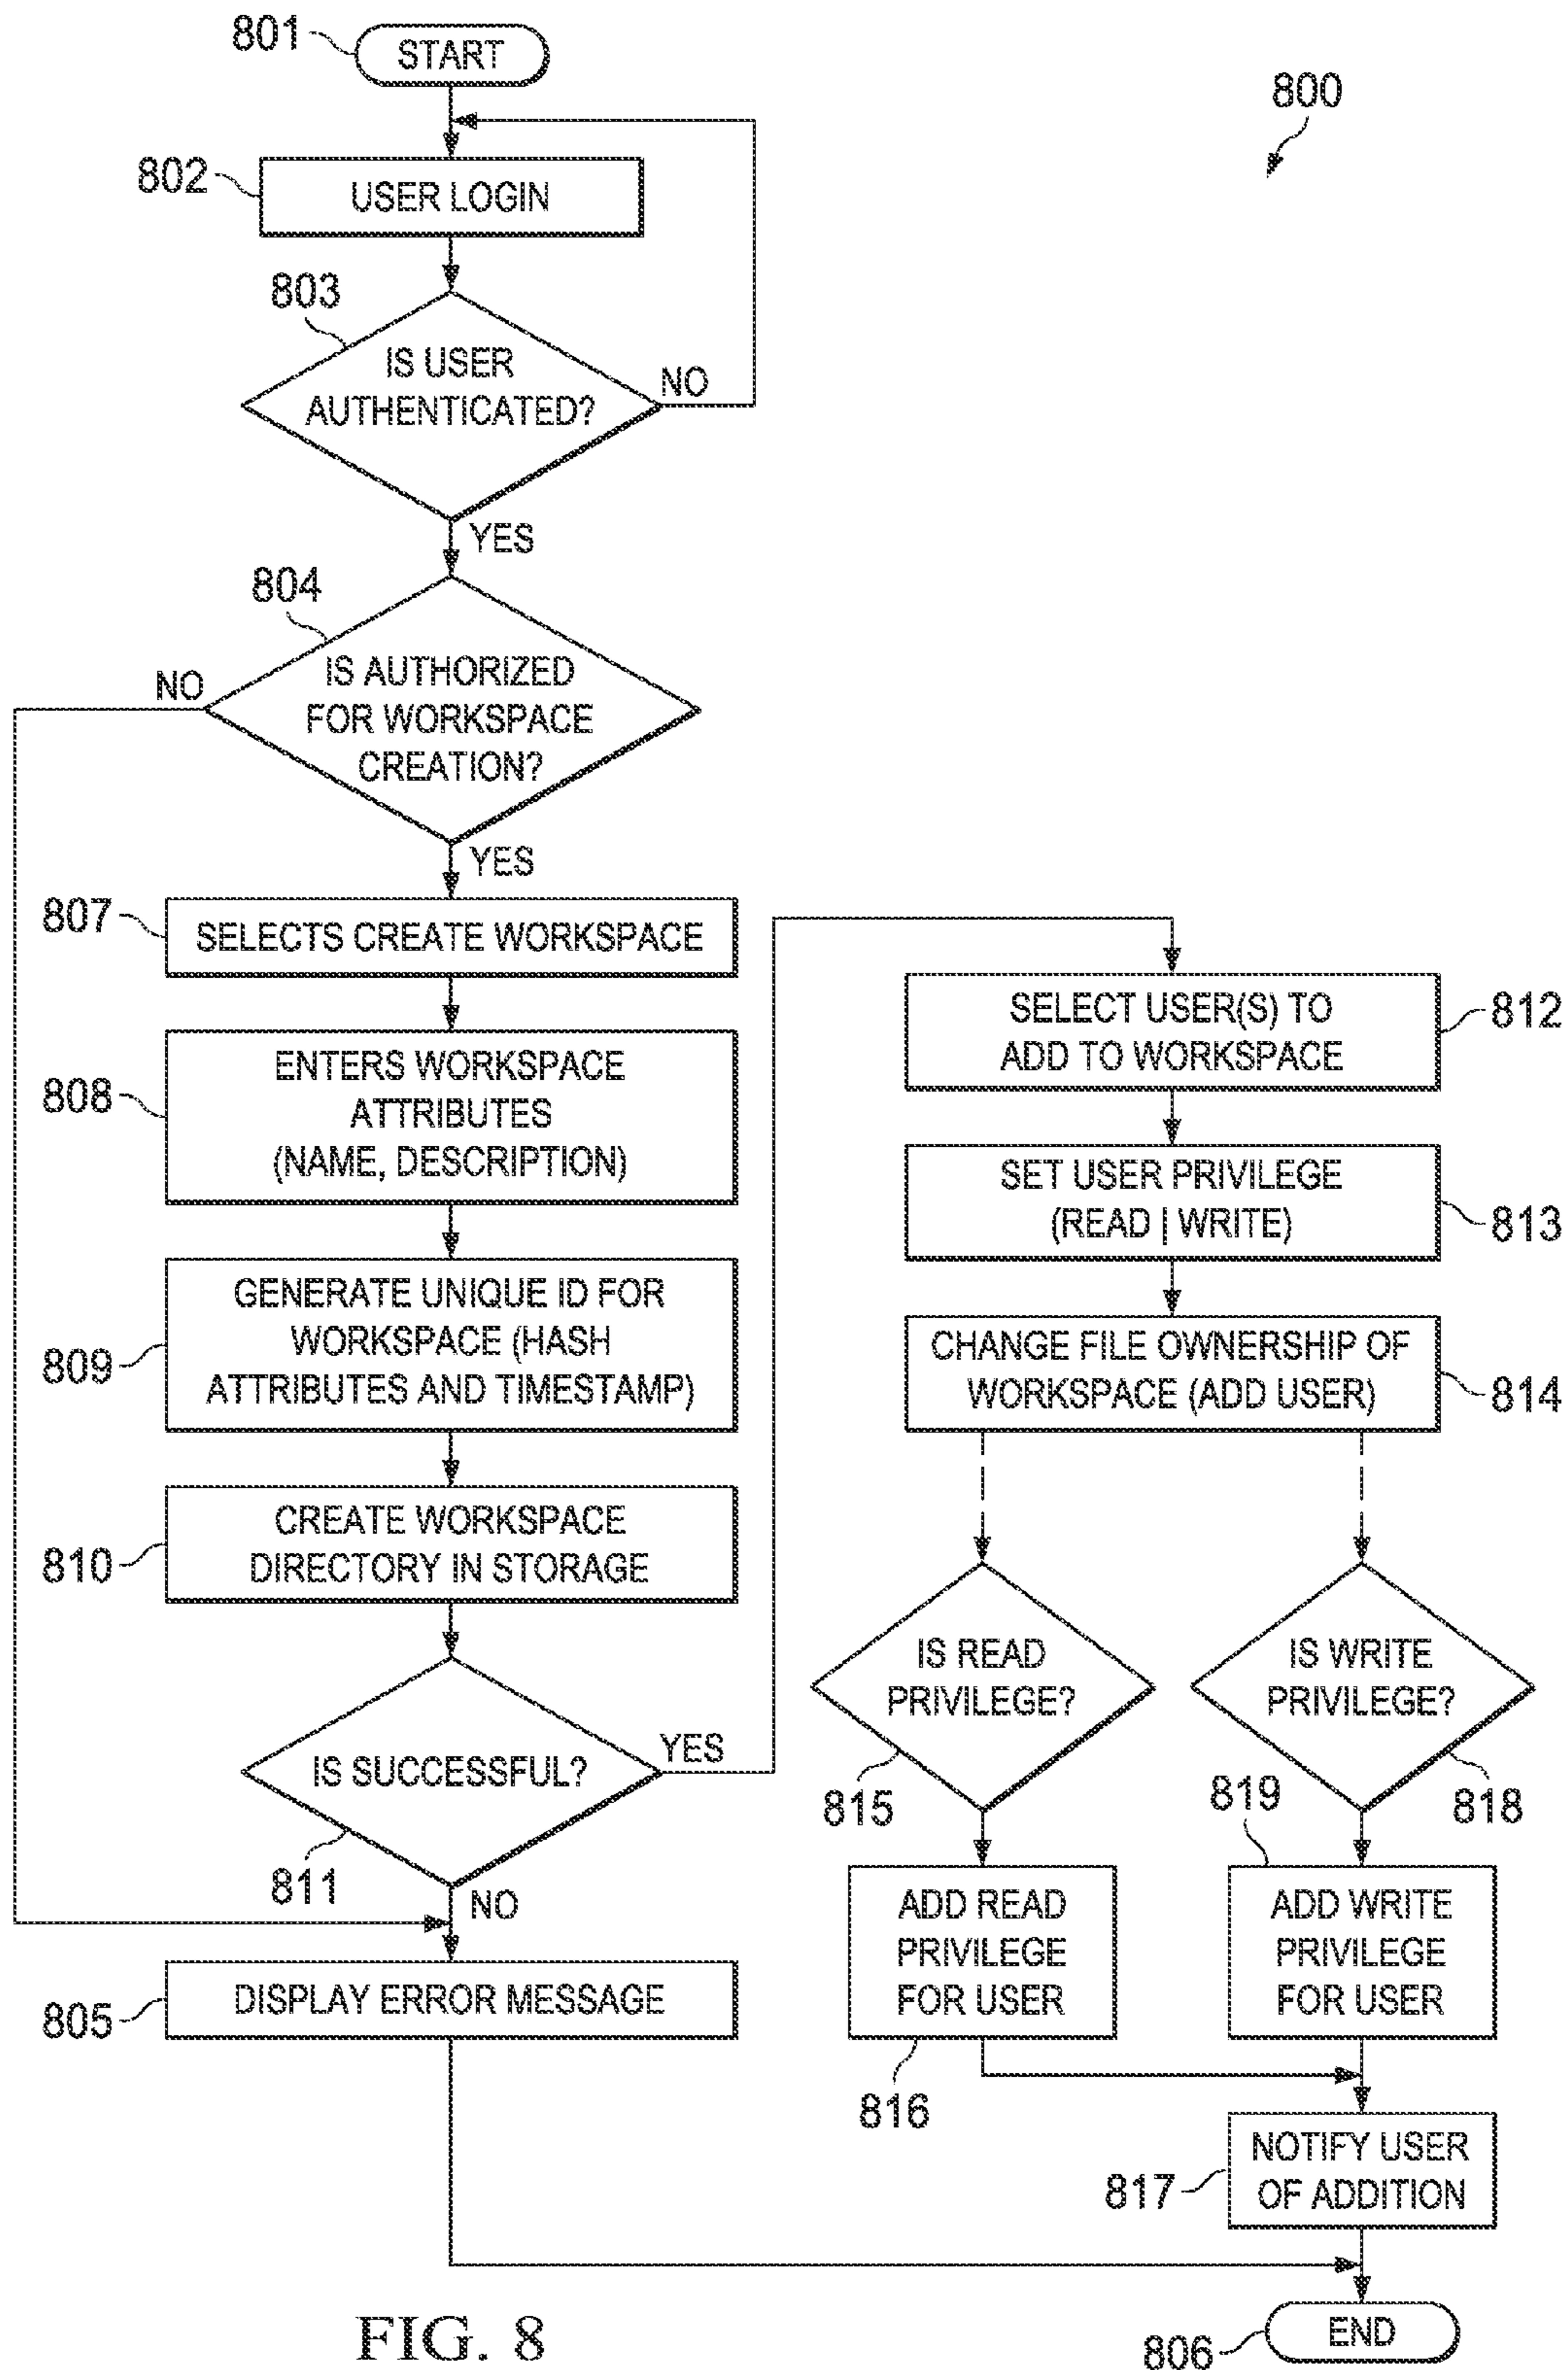 801
START
800
802
USER LOGIN
803
IS USER
AUTHENTICATED?
NO
YES
804
IS AUTHORIZED
FOR WORKSPACE
CREATION?
NO
YES
807
SELECTS CREATE WORKSPACE
808
ENTERS WORKSPACE
ATTRIBUTES
(NAME, DESCRIPTION)
809
GENERATE UNIQUE ID FOR
WORKSPACE (HASH
ATTRIBUTES AND TIMESTAMP)
810
CREATE WORKSPACE
DIRECTORY IN STORAGE
IS SUCCESSFUL?
YES
811
NO
805
DISPLAY ERROR MESSAGE
SELECT USER(S) TO
ADD TO WORKSPACE
812
SET USER PRIVILEGE
(READ | WRITE)
813
CHANGE FILE OWNERSHIP OF
WORKSPACE (ADD USER)
814
IS READ
PRIVILEGE?
815
IS WRITE
PRIVILEGE?
818
819
ADD READ
PRIVILEGE
FOR USER
816
ADD WRITE
PRIVILEGE
FOR USER
817
NOTIFY USER
OF ADDITION
806
END
FIG. 8